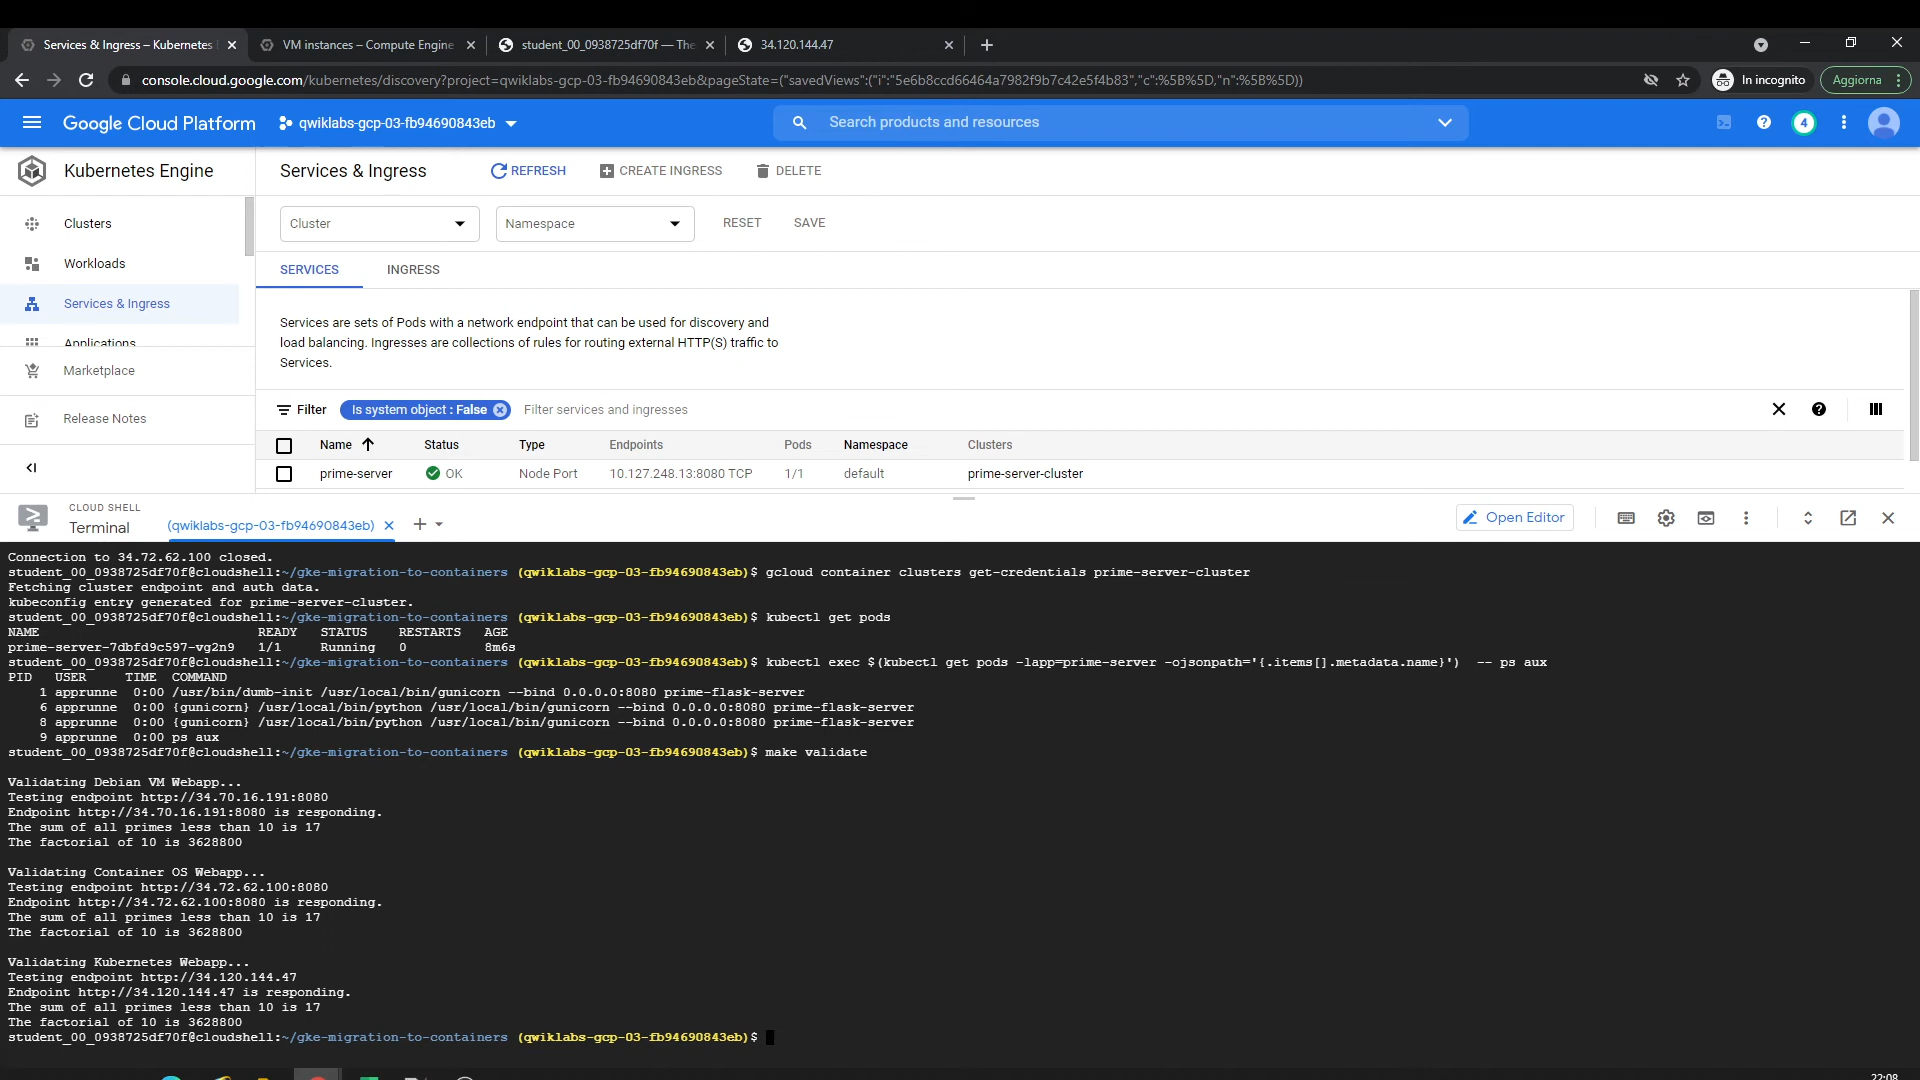 Services & Ingress – Kubernetes
VM instances – Compute Engine
student_00_0938725df70f — The
34.120.144.47
console.cloud.google.com/kubernetes/discovery?project=qwiklabs-gcp-03-fb94690843eb&pageState=("savedViews":("i":"5e6b8ccd66464a7982f9b7c42e5f4b83","c":%5B%5D,"n":%5B%5D))
In incognito
Aggiorna
Google Cloud Platform
qwiklabs-gcp-03-fb94690843eb
Search products and resources
4
Kubernetes Engine
Services & Ingress
REFRESH
CREATE INGRESS
DELETE
Clusters
Workloads
Services & Ingress
Applications
Marketplace
Release Notes
Cluster
Namespace
RESET
SAVE
SERVICES
INGRESS
Services are sets of Pods with a network endpoint that can be used for discovery and
load balancing. Ingresses are collections of rules for routing external HTTP(S) traffic to
Services.
Filter
Is system object : False
Filter services and ingresses
Name Status Type Endpoints Pods Namespace Clusters
prime-server OK Node Port 10.127.248.13:8080 TCP 1/1 default prime-server-cluster
CLOUD SHELL
Terminal
(qwiklabs-gcp-03-fb94690843eb)
Open Editor
Connection to 34.72.62.100 closed.
student_00_0938725df70f@cloudshell:~/gke-migration-to-containers (qwiklabs-gcp-03-fb94690843eb)$ gcloud container clusters get-credentials prime-server-cluster
Fetching cluster endpoint and auth data.
kubeconfig entry generated for prime-server-cluster.
student_00_0938725df70f@cloudshell:~/gke-migration-to-containers (qwiklabs-gcp-03-fb94690843eb)$ kubectl get pods
NAME READY STATUS RESTARTS AGE
prime-server-7dbfd9c597-vg2n9 1/1 Running 0 8m6s
student_00_0938725df70f@cloudshell:~/gke-migration-to-containers (qwiklabs-gcp-03-fb94690843eb)$ kubectl exec $(kubectl get pods -lapp=prime-server -ojsonpath='{.items[].metadata.name}') -- ps aux
PID USER TIME COMMAND
1 apprunne 0:00 /usr/bin/dumb-init /usr/local/bin/gunicorn --bind 0.0.0.0:8080 prime-flask-server
6 apprunne 0:00 {gunicorn} /usr/local/bin/python /usr/local/bin/gunicorn --bind 0.0.0.0:8080 prime-flask-server
8 apprunne 0:00 {gunicorn} /usr/local/bin/python /usr/local/bin/gunicorn --bind 0.0.0.0:8080 prime-flask-server
9 apprunne 0:00 ps aux
student_00_0938725df70f@cloudshell:~/gke-migration-to-containers (qwiklabs-gcp-03-fb94690843eb)$ make validate
Validating Debian VM Webapp...
Testing endpoint http://34.70.16.191:8080
Endpoint http://34.70.16.191:8080 is responding.
The sum of all primes less than 10 is 17
The factorial of 10 is 3628800
Validating Container OS Webapp...
Testing endpoint http://34.72.62.100:8080
Endpoint http://34.72.62.100:8080 is responding.
The sum of all primes less than 10 is 17
The factorial of 10 is 3628800
Validating Kubernetes Webapp...
Testing endpoint http://34.120.144.47
Endpoint http://34.120.144.47 is responding.
The sum of all primes less than 10 is 17
The factorial of 10 is 3628800
student_00_0938725df70f@cloudshell:~/gke-migration-to-containers (qwiklabs-gcp-03-fb94690843eb)$
22:08